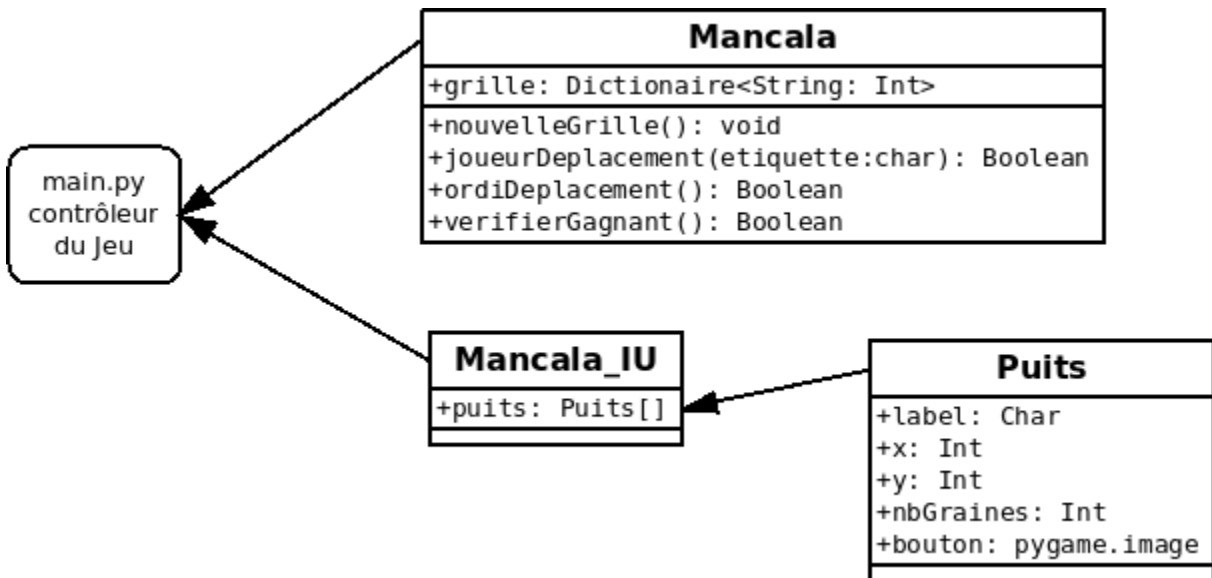 Mancala
+grille: Dictionaire<String: Int>
+nouvelleGrille(): void
+joueurDeplacement(etiquette:char): Boolean
+ordiDeplacement(): Boolean
+verifierGagnant(): Boolean
main.py
contrôleur
du Jeu
Mancala_IU
+puits: Puits[]
Puits
+label: Char
+x: Int
+y: Int
+nbGraines: Int
+bouton: pygame.image